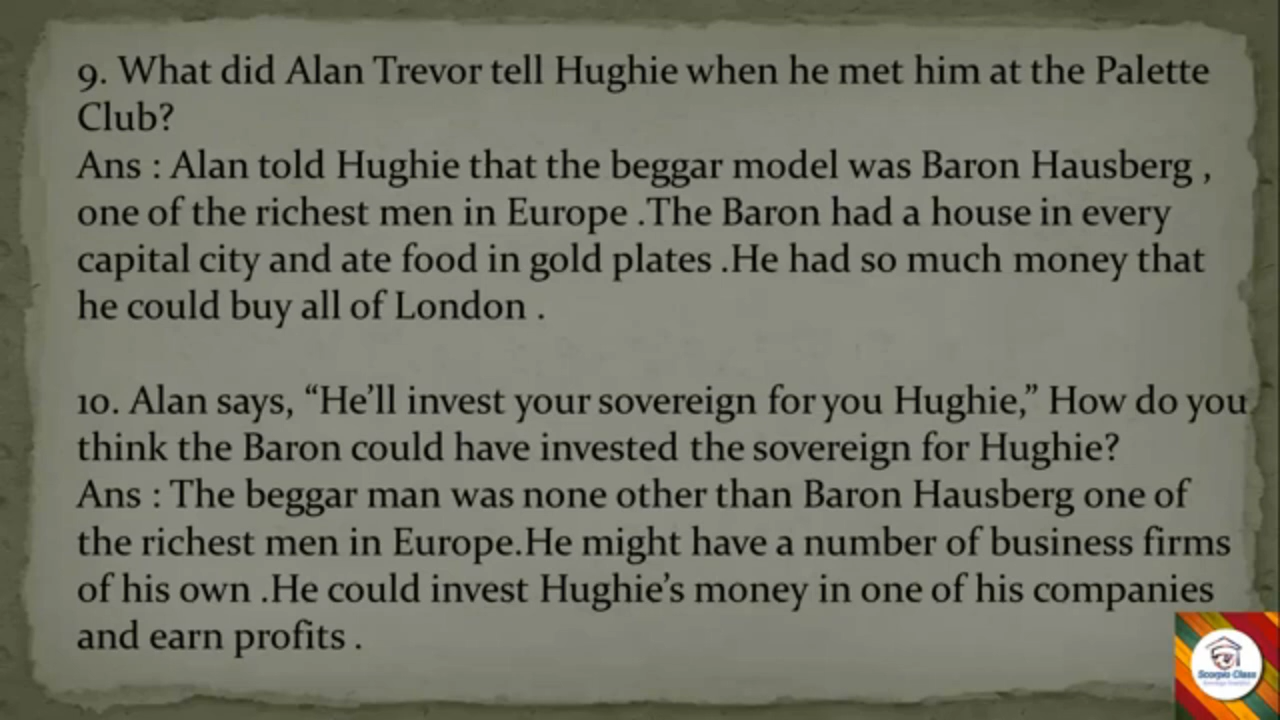 9. What did Alan Trevor tell Hughie when he met him at the Palette
Club?
Ans : Alan told Hughie that the beggar model was Baron Hausberg ,
one of the richest men in Europe .The Baron had a house in every
capital city and ate food in gold plates .He had so much money that
he could buy all of London .
10. Alan says, “He’ll invest your sovereign for you Hughie,” How do you
think the Baron could have invested the sovereign for Hughie?
Ans : The beggar man was none other than Baron Hausberg one of
the richest men in Europe.He might have a number of business firms
of his own .He could invest Hughie’s money in one of his companies
and earn profits .
Scorpio Class